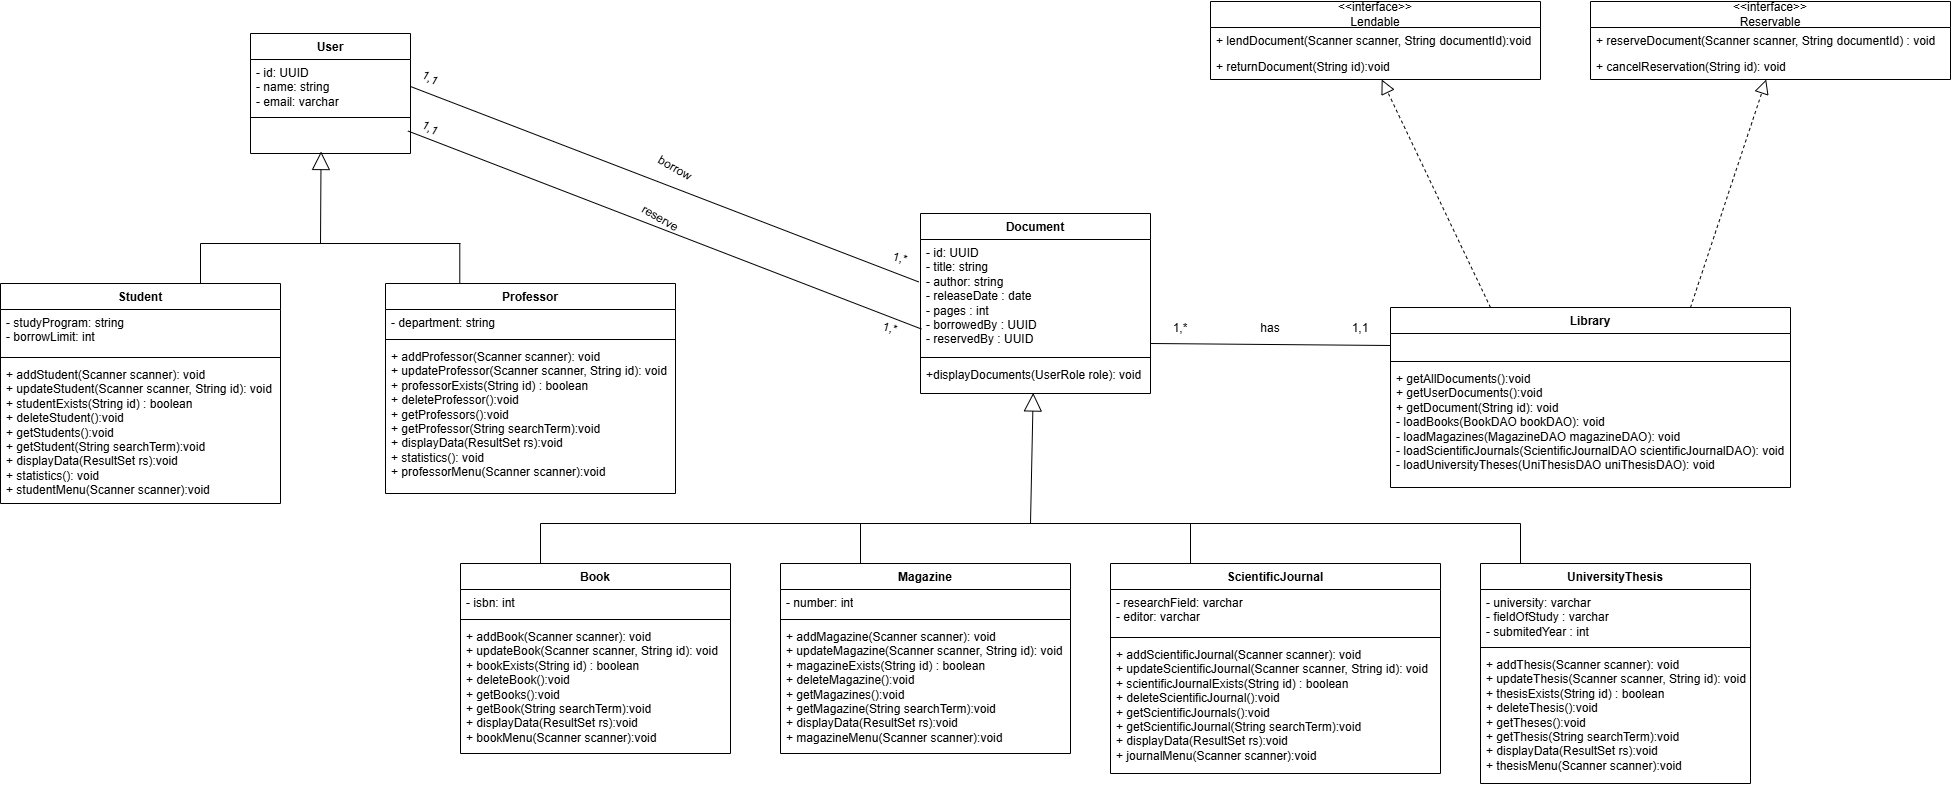 <<interface>>
Lendable
+ lendDocument(Scanner scanner, String documentId):void
+ returnDocument(String id):void
<<interface>>
Reservable
+ reserveDocument(Scanner scanner, String documentId) : void
+ cancelReservation(String id): void
User
- id: UUID
- name: string
- email: varchar
1,1
1,1
borrow
reserve
1,*
1,*
Document
- id: UUID
- title: string
- author: string
- releaseDate : date
- pages : int
- borrowedBy : UUID
- reservedBy : UUID
+displayDocuments(UserRole role): void
1,*
has
1,1
Library
+ getAllDocuments():void
+ getUserDocuments():void
+ getDocument(String id): void
- loadBooks(BookDAO bookDAO): void
- loadMagazines(MagazineDAO magazineDAO): void
- loadScientificJournals(ScientificJournalDAO scientificJournalDAO): void
- loadUniversityTheses(UniThesisDAO uniThesisDAO): void
Student
- studyProgram: string
- borrowLimit: int
+ addStudent(Scanner scanner): void
+ updateStudent(Scanner scanner, String id): void
+ studentExists(String id) : boolean
+ deleteStudent():void
+ getStudents():void
+ getStudent(String searchTerm):void
+ displayData(ResultSet rs):void
+ statistics(): void
+ studentMenu(Scanner scanner):void
Professor
- department: string
+ addProfessor(Scanner scanner): void
+ updateProfessor(Scanner scanner, String id): void
+ professorExists(String id) : boolean
+ deleteProfessor():void
+ getProfessors():void
+ getProfessor(String searchTerm):void
+ displayData(ResultSet rs):void
+ statistics(): void
+ professorMenu(Scanner scanner):void
Book
- isbn: int
+ addBook(Scanner scanner): void
+ updateBook(Scanner scanner, String id): void
+ bookExists(String id) : boolean
+ deleteBook():void
+ getBooks():void
+ getBook(String searchTerm):void
+ displayData(ResultSet rs):void
+ bookMenu(Scanner scanner):void
Magazine
- number: int
+ addMagazine(Scanner scanner): void
+ updateMagazine(Scanner scanner, String id): void
+ magazineExists(String id) : boolean
+ deleteMagazine():void
+ getMagazines():void
+ getMagazine(String searchTerm):void
+ displayData(ResultSet rs):void
+ magazineMenu(Scanner scanner):void
ScientificJournal
- researchField: varchar
- editor: varchar
+ addScientificJournal(Scanner scanner): void
+ updateScientificJournal(Scanner scanner, String id): void
+ scientificJournalExists(String id) : boolean
+ deleteScientificJournal():void
+ getScientificJournals():void
+ getScientificJournal(String searchTerm):void
+ displayData(ResultSet rs):void
+ journalMenu(Scanner scanner):void
UniversityThesis
- university: varchar
- fieldOfStudy : varchar
- submitedYear : int
+ addThesis(Scanner scanner): void
+ updateThesis(Scanner scanner, String id): void
+ thesisExists(String id) : boolean
+ deleteThesis():void
+ getTheses():void
+ getThesis(String searchTerm):void
+ displayData(ResultSet rs):void
+ thesisMenu(Scanner scanner):void